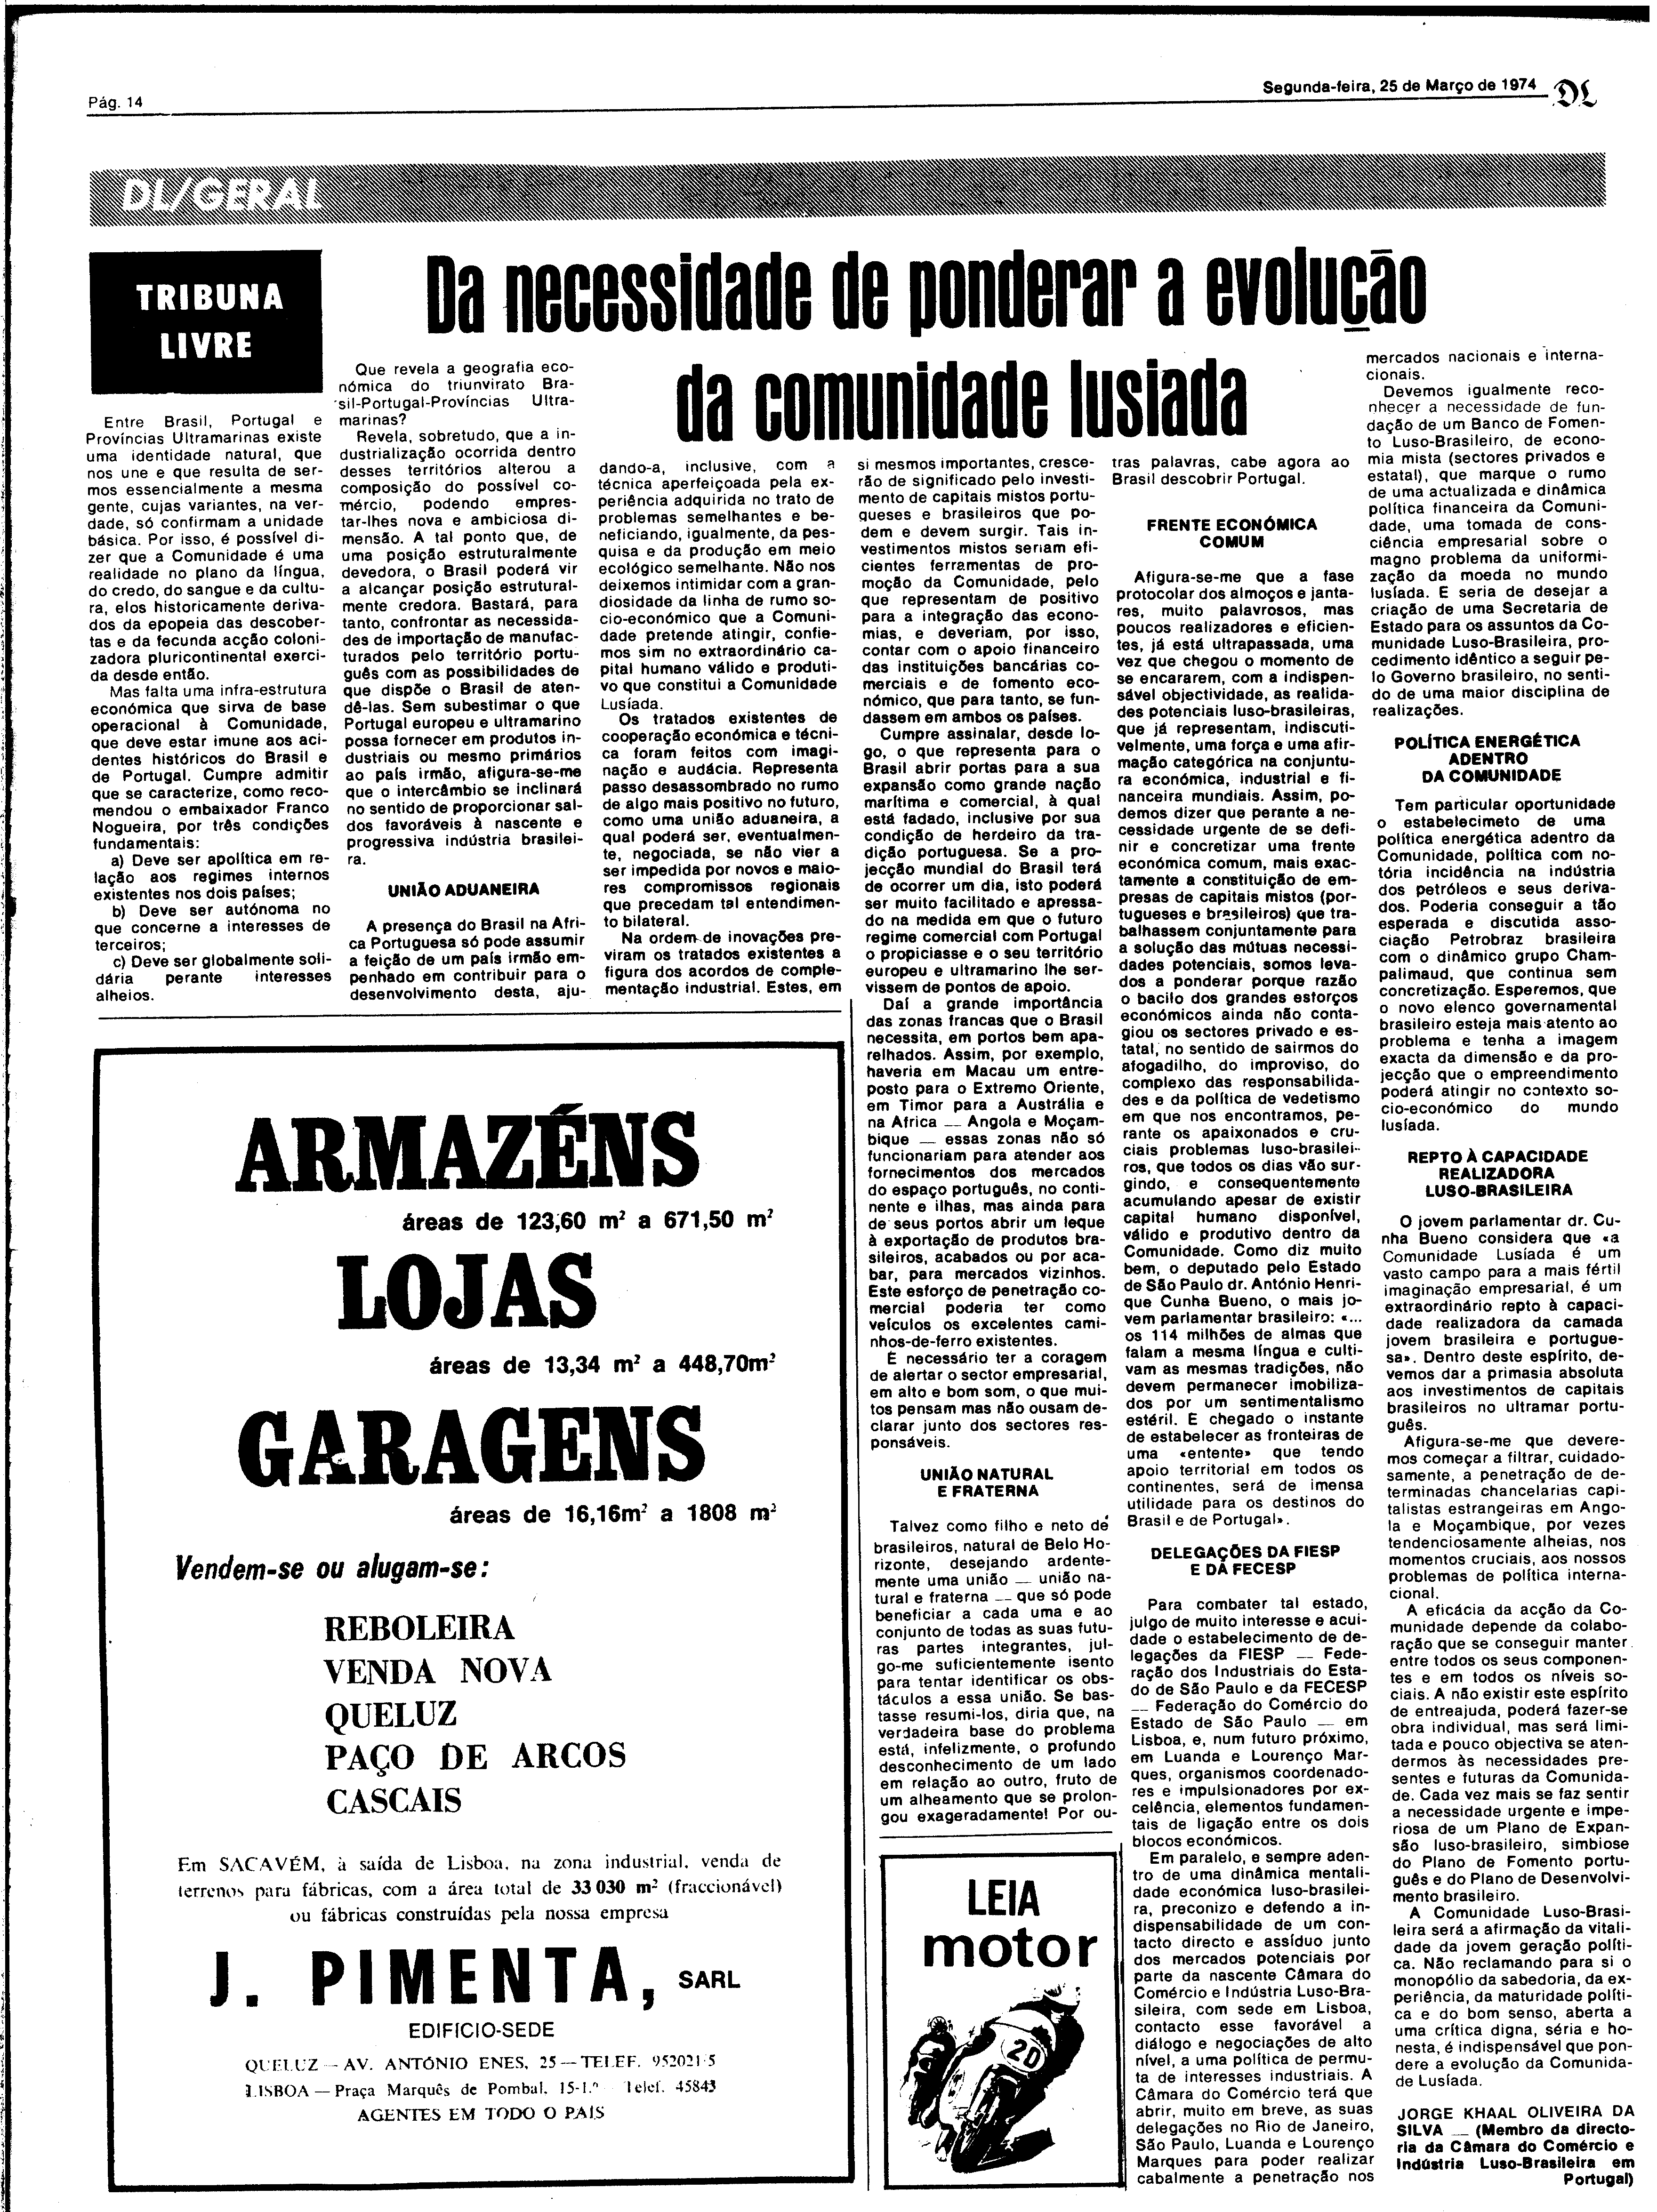 Pág. 14
Segunda-feira, 25 de Março de 1974
DL
DL/GERAL
TRIBUNA
LIVRE
Da necessidade de ponderar a evolução
da comunidade lusiada
Entre Brasil, Portugal e
Províncias Ultramarinas existe
uma identidade natural, que
nos une e que resulta de ser-
mos essencialmente a mesma
gente, cujas variantes, na ver-
dade, só confirmam a unidade
básica. Por isso, é possível di-
zer que a Comunidade é uma
realidade no plano da língua,
do credo, do sangue e da cultu-
ra, elos historicamente deriva-
dos da epopeia das descober-
tas e da fecunda acção coloni-
zadora pluricontinental exerci-
da desde então.
Mas falta uma infra-estrutura
económica que sirva de base
operacional à Comunidade,
que deve estar imune aos aci-
dentes históricos do Brasil e
de Portugal. Cumpre admitir
que se caracterize, como reco-
mendou o embaixador Franco
Nogueira, por três condições
fundamentais:
a) Deve ser apolítica em re-
lação aos regimes internos
existentes nos dois países;
b) Deve ser autónoma no
que concerne a interesses de
terceiros;
c) Deve ser globalmente soli-
dária perante interesses
alheios.
Que revela a geografia eco-
nómica do triunvirato Bra-
sil-Portugal-Províncias Ultra-
marinas?
Revela, sobretudo, que a in-
dustrialização ocorrida dentro
desses territórios alterou a
composição do possível co-
mércio, podendo empres-
tar-lhes nova e ambiciosa di-
mensão. A tal ponto que, de
uma posição estruturalmente
devedora, o Brasil poderá vir
a alcançar posição estrutural-
mente credora. Bastará, para
tanto, confrontar as necessida-
des de importação de manufac-
turados pelo território portu-
guês com as possibilidades de
que dispõe o Brasil de aten-
dê-las. Sem subestimar o que
Portugal europeu e ultramarino
possa fornecer em produtos in-
dustriais ou mesmo primários
ao país irmão, afigura-se-me
que o intercâmbio se inclinará
no sentido de proporcionar sal-
dos favoráveis à nascente e
progressiva indústria brasilei-
ra.
UNIÃO ADUANEIRA
A presença do Brasil na Afri-
ca Portuguesa só pode assumir
a feição de um país irmão em-
penhado em contribuir para o
desenvolvimento desta, aju-
dando-a, inclusive, com a
técnica aperfeiçoada pela ex-
periência adquirida no trato de
problemas semelhantes e be-
neficiando, igualmente, da pes-
quisa e da produção em meio
ecológico semelhante. Não nos
deixemos intimidar com a gran-
diosidade da linha de rumo so-
cio-económico que a Comuni-
dade pretende atingir, confie-
mos sim no extraordinário ca-
pital humano válido e produti-
vo que constitui a Comunidade
Lusíada.
Os tratados existentes de
cooperação económica e técni-
ca foram feitos com imagi-
nação e audácia. Representa
passo desassombrado no rumo
de algo mais positivo no futuro,
como uma união aduaneira, a
qual poderá ser, eventualmen-
te, negociada, se não vier a
ser impedida por novos e maio-
res compromissos regionais
que precedam tal entendimen-
to bilateral.
Na ordem de inovações pre-
viram os tratados existentes a
figura dos acordos de comple-
mentação industrial. Estes, em
si mesmos importantes, cresce-
rão de significado pelo investi-
mento de capitais mistos portu-
gueses e brasileiros que po-
dem e devem surgir. Tais in-
vestimentos mistos seriam efi-
cientes ferramentas de pro-
moção da Comunidade, pelo
que representam de positivo
para a integração das econo-
mias, e deveriam, por isso,
contar com o apoio financeiro
das instituições bancárias co-
merciais e de fomento eco-
nómico, que para tanto, se fun-
dassem em ambos os países.
Cumpre assinalar, desde lo-
go, o que representa para o
Brasil abrir portas para a sua
expansão como grande nação
marítima e comercial, à qual
está fadado, inclusive por sua
condição de herdeiro da tra-
dição portuguesa. Se a pro-
jecção mundial do Brasil terá
de ocorrer um dia, isto poderá
ser muito facilitado e apressa-
do na medida em que o futuro
regime comercial com Portugal
o propiciasse e o seu território
europeu e ultramarino lhe ser-
vissem de pontos de apoio.
Daí a grande importância
das zonas francas que o Brasil
necessita, em portos bem apa-
relhados. Assim, por exemplo,
haveria em Macau um entre-
posto para o Extremo Oriente,
em Timor para a Austrália e
na Africa — Angola e Moçam-
bique — essas zonas não só
funcionariam para atender aos
fornecimentos dos mercados
do espaço português, no conti-
nente e ilhas, mas ainda para
de seus portos abrir um leque
à exportação de produtos bra-
sileiros, acabados ou por aca-
bar, para mercados vizinhos.
Este esforço de penetração co-
mercial poderia ter como
veículos os excelentes cami-
nhos-de-ferro existentes.
E necessário ter a coragem
de alertar o sector empresarial,
em alto e bom som, o que mui-
tos pensam mas não ousam de-
clarar junto dos sectores res-
ponsáveis.
UNIÃO NATURAL
E FRATERNA
Talvez como filho e neto de
brasileiros, natural de Belo Ho-
rizonte, desejando ardente-
mente uma união — união na-
tural e fraterna — que só pode
beneficiar a cada uma e ao
conjunto de todas as suas futu-
ras partes integrantes, jul-
go-me suficientemente isento
para tentar identificar os obs-
táculos a essa união. Se bas-
tasse resumi-los, diria que, na
verdadeira base do problema
está, infelizmente, o profundo
desconhecimento de um lado
em relação ao outro, fruto de
um alheamento que se prolon-
gou exageradamente! Por ou-
tras palavras, cabe agora ao
Brasil descobrir Portugal.
FRENTE ECONÓMICA
COMUM
Afigura-se-me que a fase
protocolar dos almoços e janta-
res, muito palavrosos, mas
poucos realizadores e eficien-
tes, já está ultrapassada, uma
vez que chegou o momento de
se encararem, com a indispen-
sável objectividade, as realida-
des potenciais luso-brasileiras,
que já representam, indiscuti-
velmente, uma força e uma afir-
mação categórica na conjuntu-
ra económica, industrial e fi-
nanceira mundiais. Assim, po-
demos dizer que perante a ne-
cessidade urgente de se defi-
nir e concretizar uma frente
económica comum, mais exac-
tamente a constituição de em-
presas de capitais mistos (por-
tugueses e brasileiros) que tra-
balhassem conjuntamente para
a solução das mútuas necessi-
dades potenciais, somos leva-
dos a ponderar porque razão
o bacilo dos grandes esforços
económicos ainda não conta-
giou os sectores privado e es-
tatal, no sentido de sairmos do
afogadilho, do improviso, do
complexo das responsabilida-
des e da política de vedetismo
em que nos encontramos, pe-
rante os apaixonados e cru-
ciais problemas luso-brasilei-
ros, que todos os dias vão sur-
gindo, e consequentemente
acumulando apesar de existir
capital humano disponível,
válido e produtivo dentro da
Comunidade. Como diz muito
bem, o deputado pelo Estado
de São Paulo dr. António Henri-
que Cunha Bueno, o mais jo-
vem parlamentar brasileiro: «...
os 114 milhões de almas que
falam a mesma língua e culti-
vam as mesmas tradições, não
devem permanecer imobiliza-
dos por um sentimentalismo
estéril. E chegado o instante
de estabelecer as fronteiras de
uma «entente» que tendo
apoio territorial em todos os
continentes, será de imensa
utilidade para os destinos do
Brasil e de Portugal».
DELEGAÇÕES DA FIESP
E DA FECESP
Para combater tal estado,
julgo de muito interesse e acui-
dade o estabelecimento de de-
legações da FIESP — Fede-
ração dos Industriais do Esta-
do de São Paulo e da FECESP
— Federação do Comércio do
Estado de São Paulo — em
Lisboa, e, num futuro próximo,
em Luanda e Lourenço Mar-
ques, organismos coordenado-
res e impulsionadores por ex-
celência, elementos fundamen-
tais de ligação entre os dois
blocos económicos.
Em paralelo, e sempre aden-
tro de uma dinâmica mentali-
dade económica luso-brasilei-
ra, preconizo e defendo a in-
dispensabilidade de um con-
tacto directo e assíduo junto
dos mercados potenciais por
parte da nascente Câmara do
Comércio e Indústria Luso-Bra-
sileira, com sede em Lisboa,
contacto esse favorável a
diálogo e negociações de alto
nível, a uma política de permu-
ta de interesses industriais. A
Câmara do Comércio terá que
abrir, muito em breve, as suas
delegações no Rio de Janeiro,
São Paulo, Luanda e Lourenço
Marques para poder realizar
cabalmente a penetração nos
mercados nacionais e interna-
cionais.
Devemos igualmente reco-
nhecer a necessidade de fun-
dação de um Banco de Fomen-
to Luso-Brasileiro, de econo-
mia mista (sectores privados e
estatal), que marque o rumo
de uma actualizada e dinâmica
política financeira da Comuni-
dade, uma tomada de cons-
ciência empresarial sobre o
magno problema da uniformi-
zação da moeda no mundo
lusíada. E seria de desejar a
criação de uma Secretaria de
Estado para os assuntos da Co-
munidade Luso-Brasileira, pro-
cedimento idêntico a seguir pe-
lo Governo brasileiro, no senti-
do de uma maior disciplina de
realizações.
POLÍTICA ENERGÉTICA
ADENTRO
DA COMUNIDADE
Tem particular oportunidade
o estabelecimeto de uma
política energética adentro da
Comunidade, política com no-
tória incidência na indústria
dos petróleos e seus deriva-
dos. Poderia conseguir a tão
esperada e discutida asso-
ciação Petrobraz brasileira
com o dinâmico grupo Cham-
palimaud, que continua sem
concretização. Esperemos, que
o novo elenco governamental
brasileiro esteja mais atento ao
problema e tenha a imagem
exacta da dimensão e da pro-
jecção que o empreendimento
poderá atingir no contexto so-
cio-económico do mundo
lusíada.
REPTO À CAPACIDADE
REALIZADORA
LUSO-BRASILEIRA
O jovem parlamentar dr. Cu-
nha Bueno considera que «a
Comunidade Lusíada é um
vasto campo para a mais fértil
imaginação empresarial, é um
extraordinário repto à capaci-
dade realizadora da camada
jovem brasileira e portugue-
sa». Dentro deste espírito, de-
vemos dar a primasia absoluta
aos investimentos de capitais
brasileiros no ultramar portu-
guês.
Afigura-se-me que devere-
mos começar a filtrar, cuidado-
samente, a penetração de de-
terminadas chancelarias capi-
talistas estrangeiras em Ango-
la e Moçambique, por vezes
tendenciosamente alheias, nos
momentos cruciais, aos nossos
problemas de política interna-
cional.
A eficácia da acção da Co-
munidade depende da colabo-
ração que se conseguir manter
entre todos os seus componen-
tes e em todos os níveis so-
ciais. A não existir este espírito
de entreajuda, poderá fazer-se
obra individual, mas será limi-
tada e pouco objectiva se aten-
dermos às necessidades pre-
sentes e futuras da Comunida-
de. Cada vez mais se faz sentir
a necessidade urgente e impe-
riosa de um Plano de Expan-
são luso-brasileiro, simbiose
do Plano de Fomento portu-
guês e do Plano de Desenvolvi-
mento brasileiro.
A Comunidade Luso-Brasi-
leira será a afirmação da vitali-
dade da jovem geração políti-
ca. Não reclamando para si o
monopólio da sabedoria, da ex-
periência, da maturidade políti-
ca e do bom senso, aberta a
uma crítica digna, séria e ho-
nesta, é indispensável que pon-
dere a evolução da Comunida-
de Lusíada.
JORGE KHAAL OLIVEIRA DA
SILVA — (Membro da directo-
ria da Câmara do Comércio e
Indústria Luso-Brasileira em
Portugal)
ARMAZÉNS
áreas de 123,60 m² a 671,50 m²
LOJAS
áreas de 13,34 m² a 448,70m²
GARAGENS
áreas de 16,16m² a 1808 m²
Vendem-se ou alugam-se:
REBOLEIRA
VENDA NOVA
QUELUZ
PAÇO DE ARCOS
CASCAIS
Em SACAVÉM, à saída de Lisboa, na zona industrial, venda de
terrenos para fábricas, com a área total de 33 030 m² (fraccionável)
ou fábricas construídas pela nossa empresa
J. PIMENTA, SARL
EDIFÍCIO-SEDE
QUELUZ — AV. ANTÓNIO ENES, 25 — TELEF. 952021/5
LISBOA — Praça Marquês de Pombal, 15-1.º Telef. 45843
AGENTES EM TODO O PAÍS
LEIA
motor
20